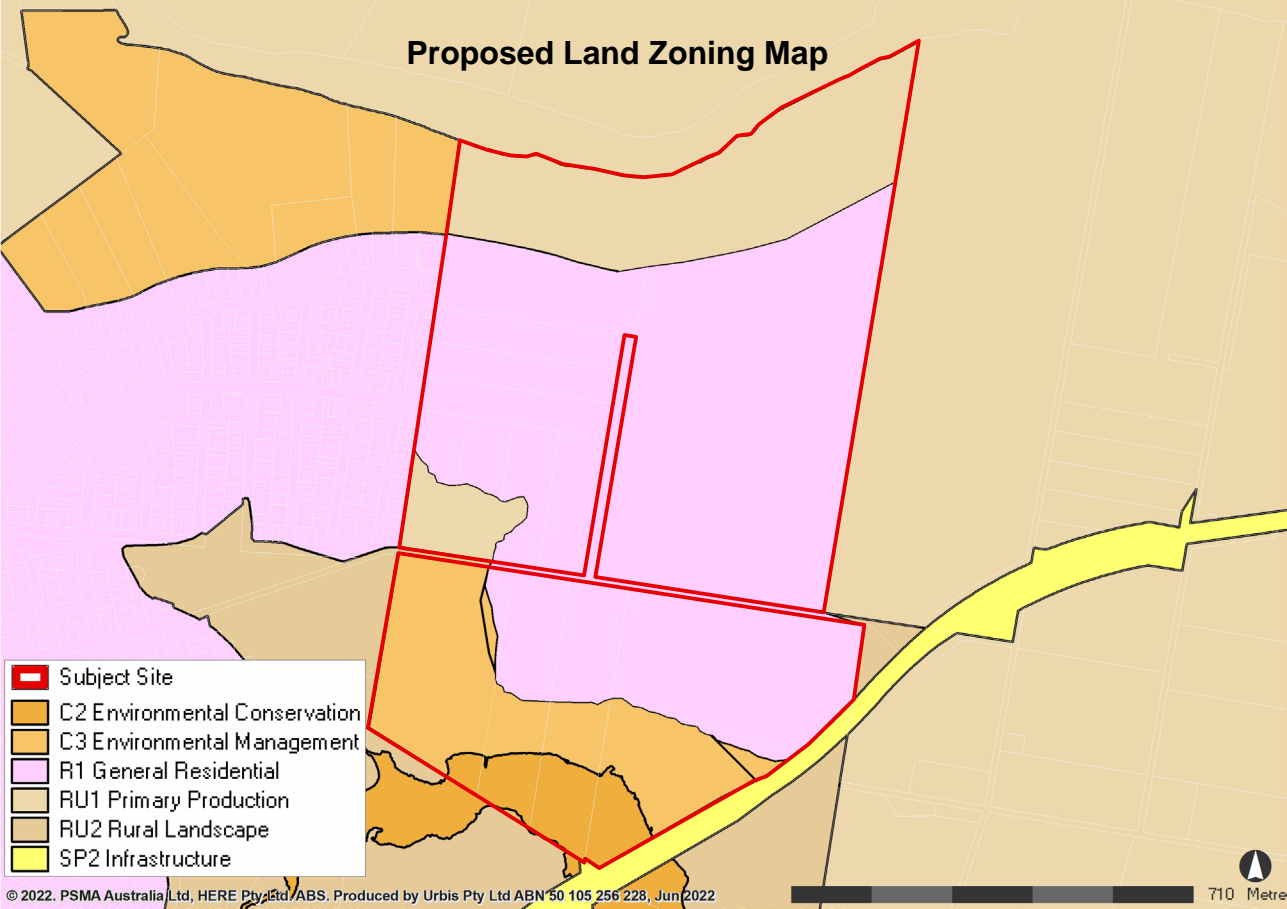 Proposed Land Zoning Map
Subject Site
C2 Environmental Conservation
C3 Environmental Management
R1 General Residential
RU1 Primary Production
RU2 Rural Landscape
SP2 Infrastructure
© 2022. PSMA Australia Ltd, HERE Pty Ltd. ABS. Produced by Urbis Pty Ltd ABN 50 105 256 228, Jun 2022
710 Metre